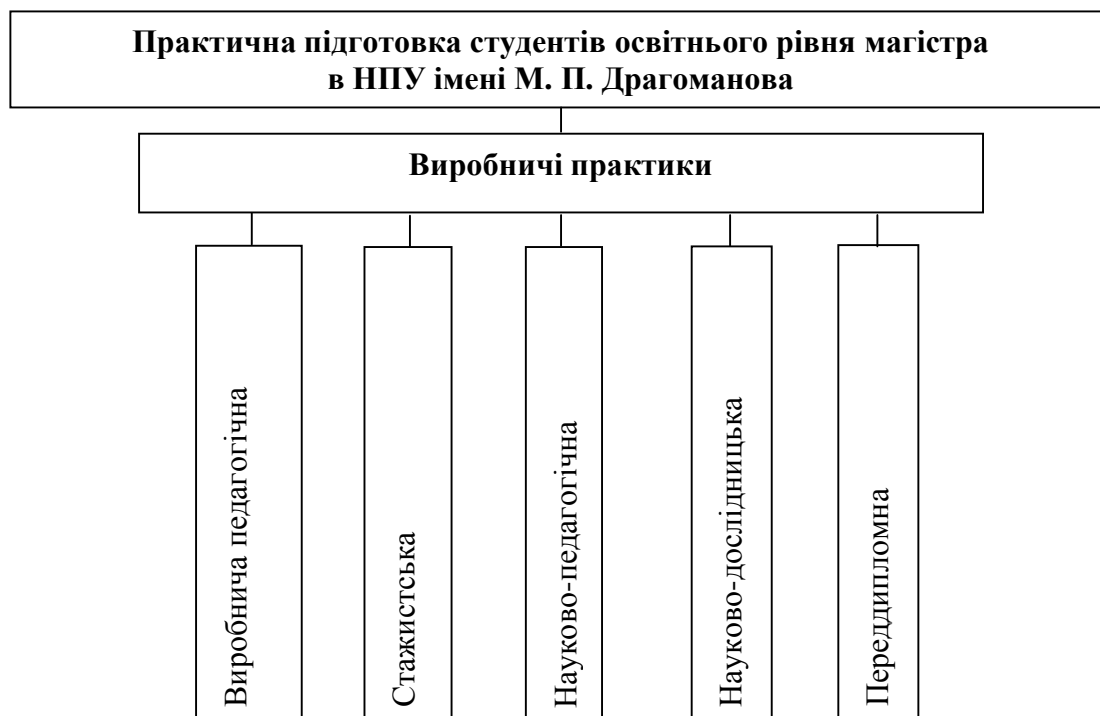 Практична підготовка студентів освітнього рівня магістра
в НПУ імені М. П. Драгоманова
Виробничі практики
Виробнича педагогічна
Стажистська
Науково-педагогічна
Науково-дослідницька
Переддипломна